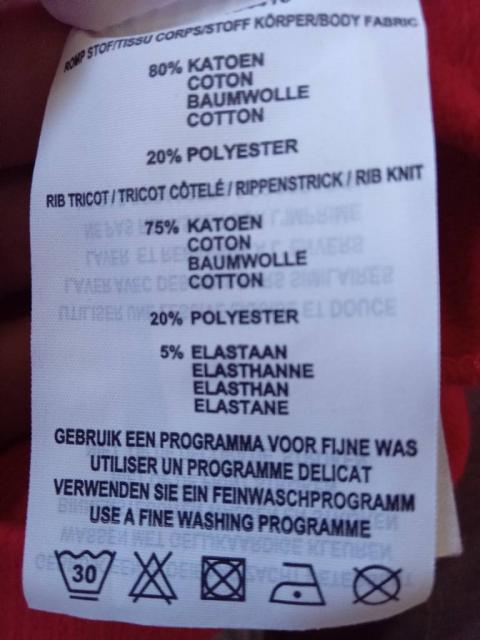 ROMP STOF/TISSU CORPS/STOFF KÖRPER/BODY FABRIC
80% KATOEN
COTON
BAUMWOLLE
COTTON
20% POLYESTER
RIB TRICOT / TRICOT CÔTELÉ / RIPPENSTRICK / RIB KNIT
75% KATOEN
COTON
BAUMWOLLE
COTTON
20% POLYESTER
5% ELASTAAN
ELASTHANNE
ELASTHAN
ELASTANE
GEBRUIK EEN PROGRAMMA VOOR FIJNE WAS
UTILISER UN PROGRAMME DELICAT
VERWENDEN SIE EIN FEINWASCHPROGRAMM
USE A FINE WASHING PROGRAMME
30